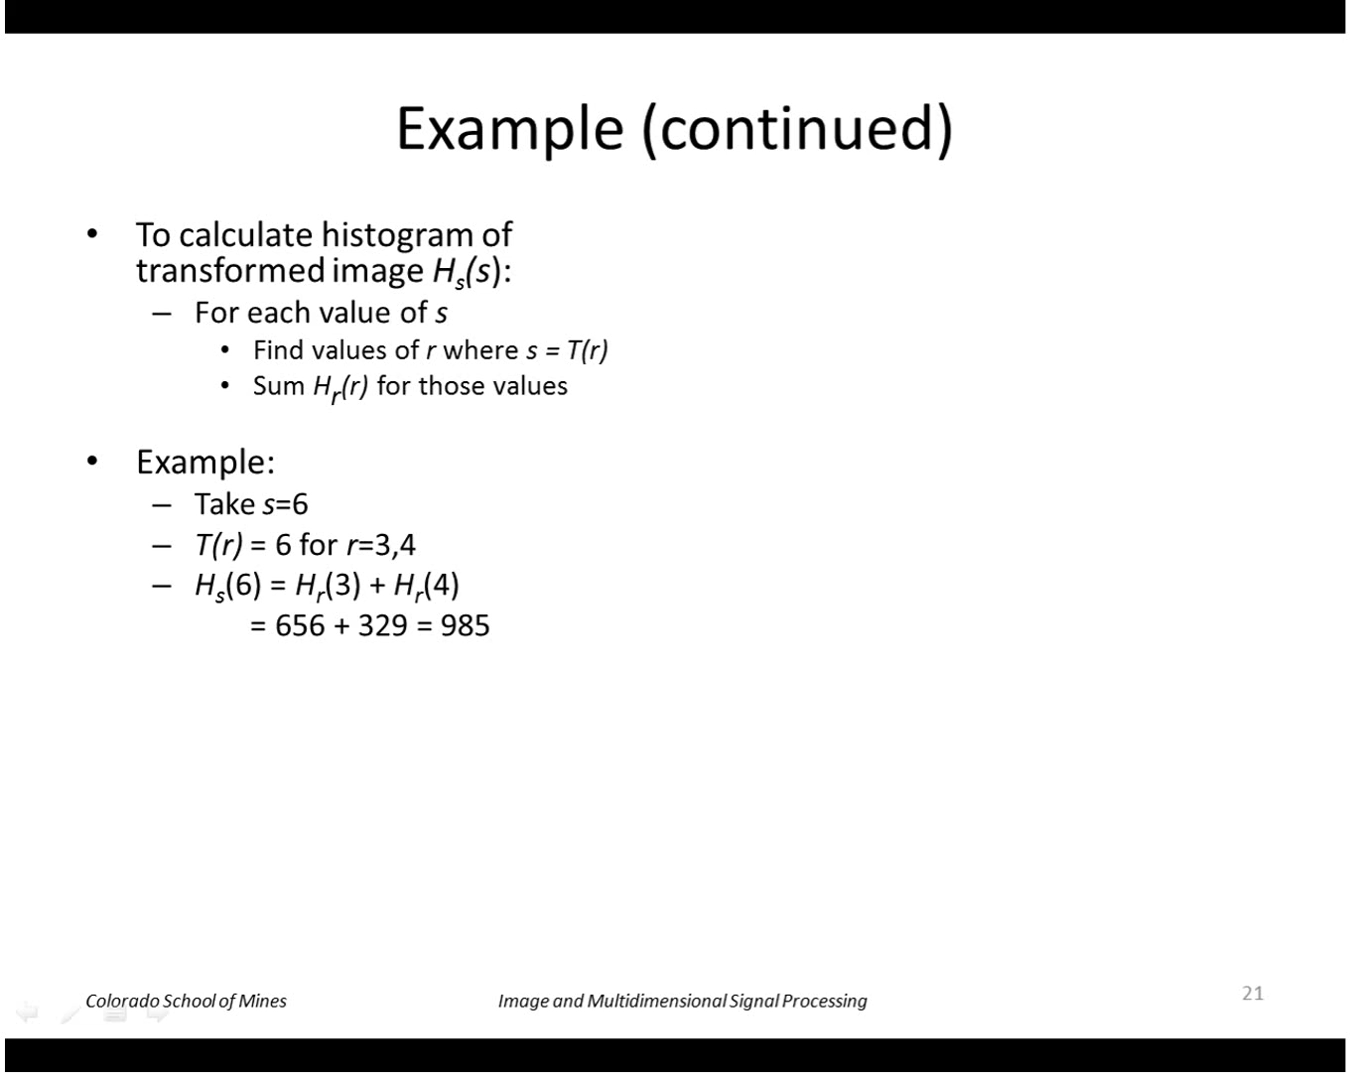 Example (continued)
• To calculate histogram of
transformed image Hs(s):
– For each value of s
• Find values of r where s = T(r)
• Sum Hr(r) for those values
• Example:
– Take s=6
– T(r) = 6 for r=3,4
– Hs(6) = Hr(3) + Hr(4)
= 656 + 329 = 985
Colorado School of Mines
Image and Multidimensional Signal Processing
21